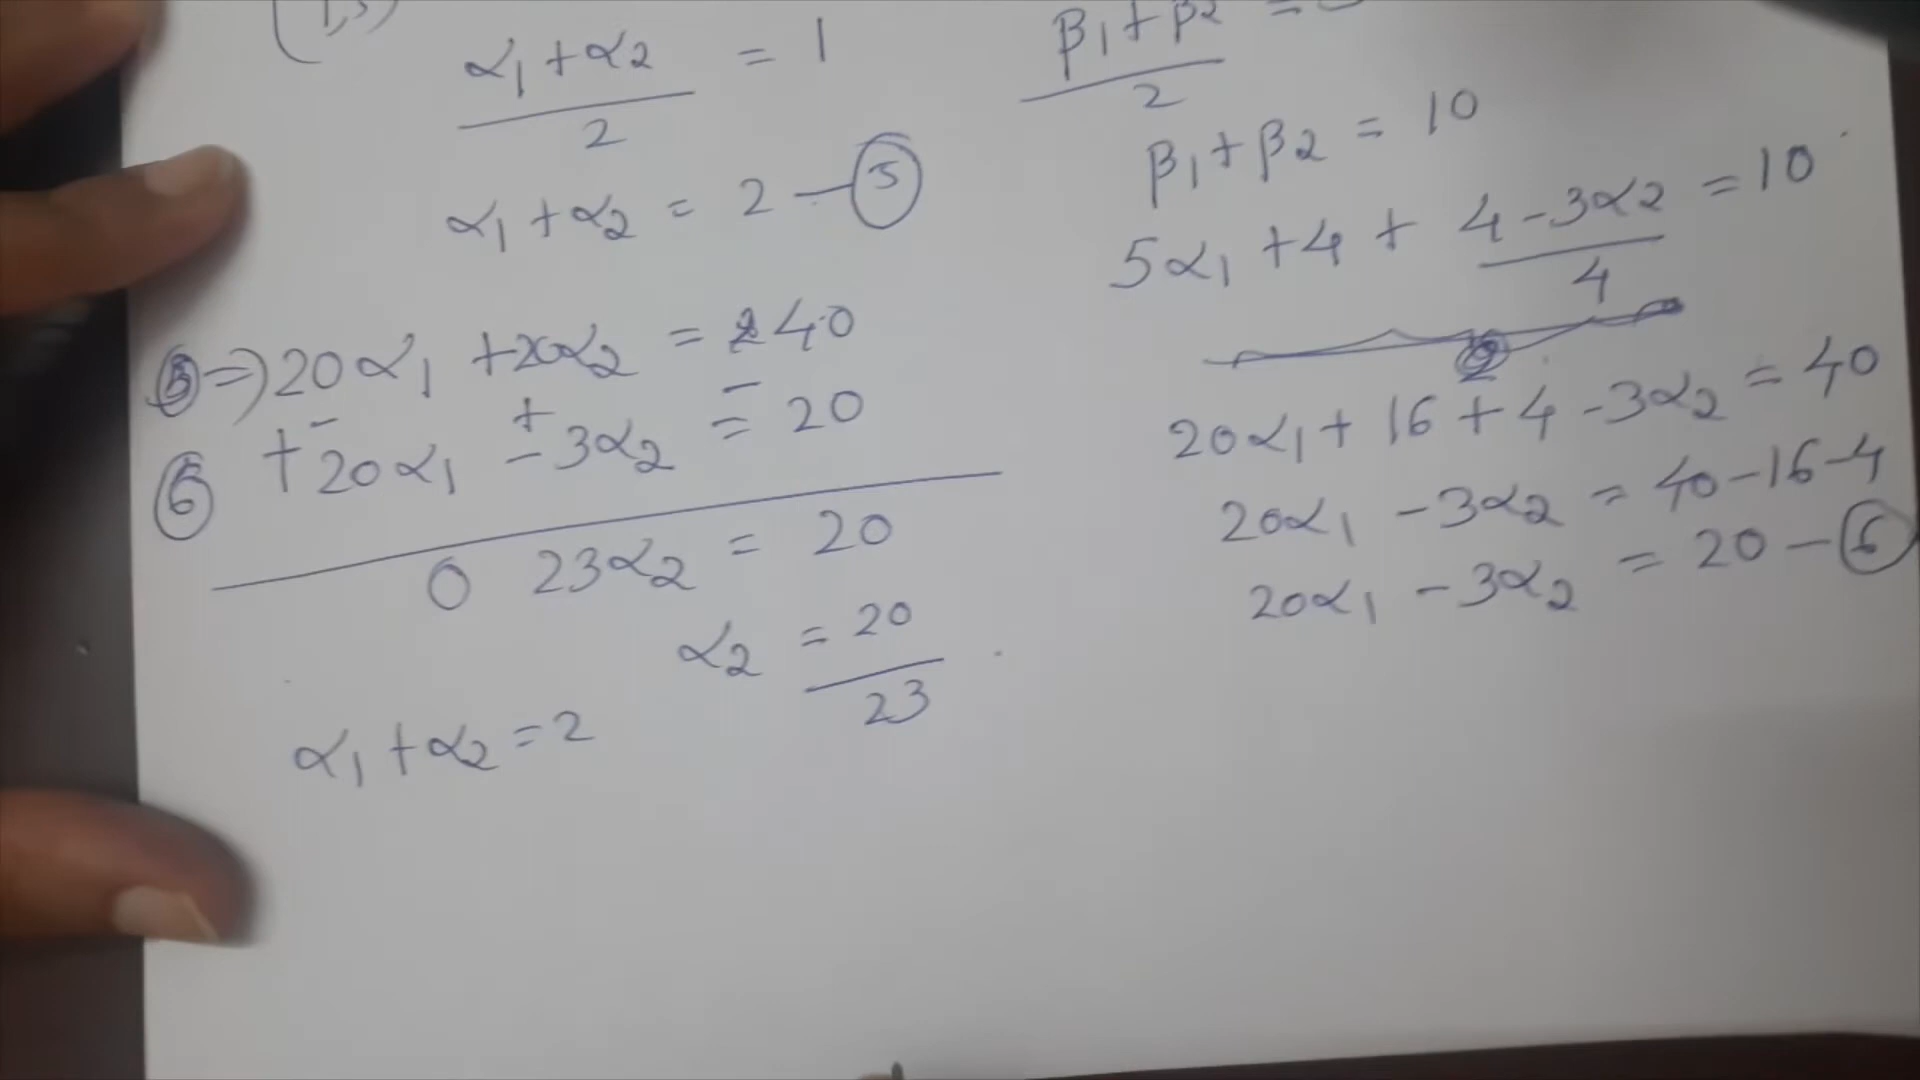 α₁ + α₂ / 2 = 1
α₁ + α₂ = 2 — ⑤
⑤ ⇒ 20α₁ + 20α₂ = 40
⑥ + 20α₁ - 3α₂ = 20
- + -
0 23α₂ = 20
α₂ = 20 / 23
α₁ + α₂ = 2
β₁ + β₂ / 2 =
β₁ + β₂ = 10
5α₁ + 4 + 4 - 3α₂ / 4 = 10
20α₁ + 16 + 4 - 3α₂ = 40
20α₁ - 3α₂ = 40 - 16 - 4
20α₁ - 3α₂ = 20 — ⑥